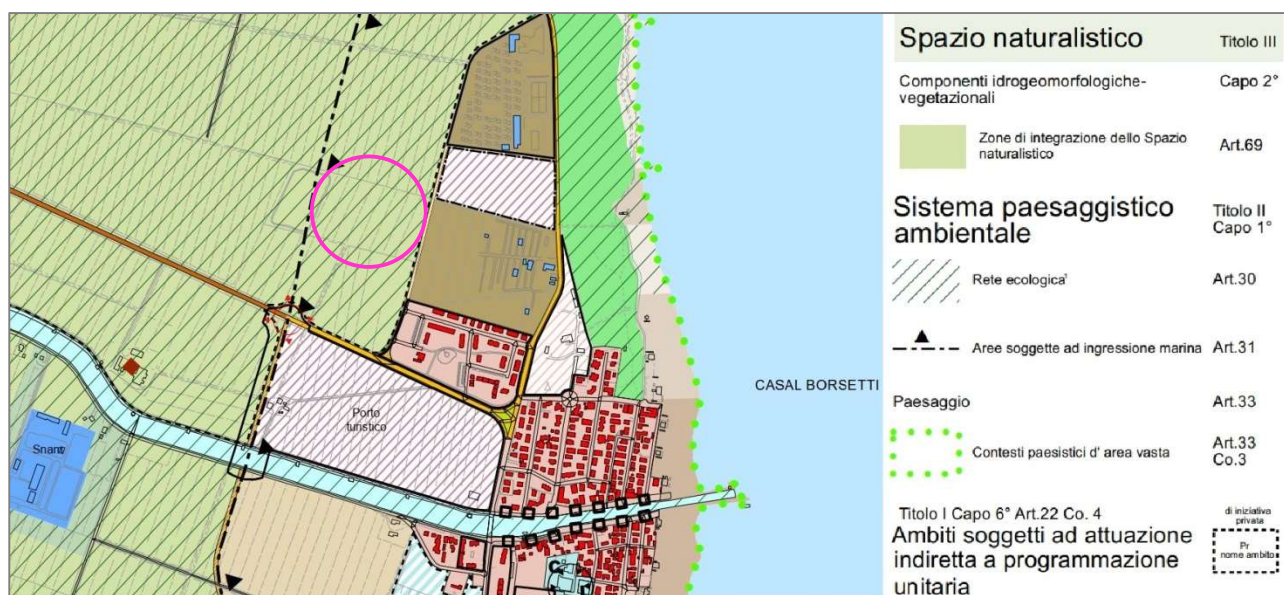 Porto
turistico
Snam
CASAL BORSETTI
Spazio naturalistico Titolo III
Componenti idrogeomorfologiche- Capo 2°
vegetazionali
Zone di integrazione dello Spazio
naturalistico Art.69
Sistema paesaggistico Titolo II
ambientale Capo 1°
Rete ecologica¹ Art.30
Aree soggette ad ingressione marina Art.31
Paesaggio Art.33
Contesti paesistici d' area vasta Art.33
Co.3
Titolo I Capo 6° Art.22 Co. 4
Ambiti soggetti ad attuazione
indiretta a programmazione
unitaria
di iniziativa
privata
Pr
nome ambito